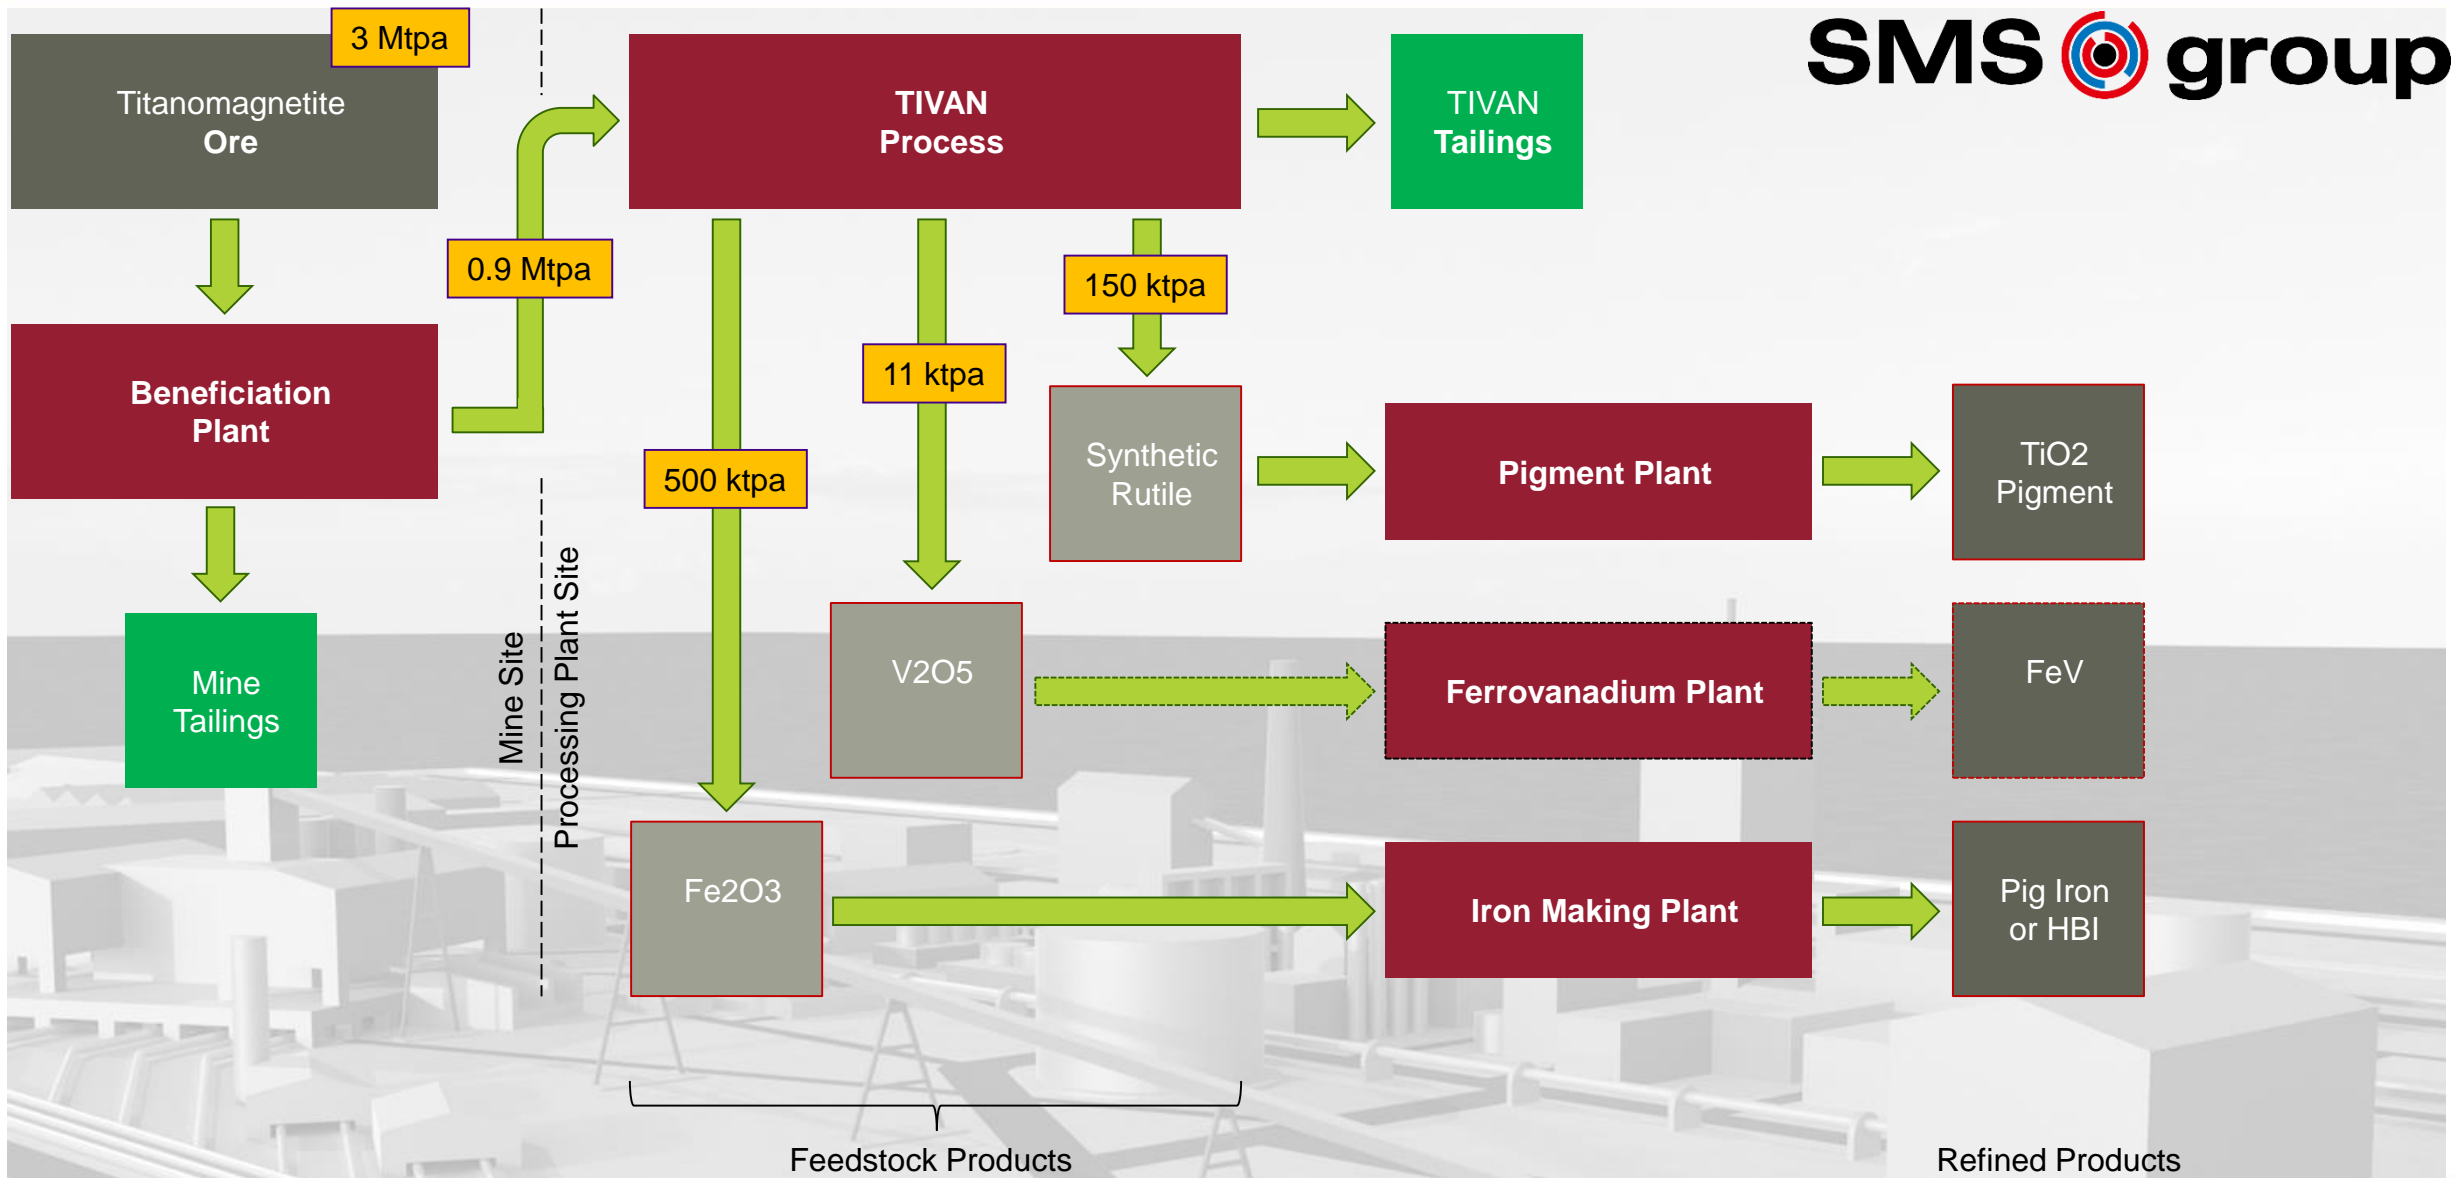 3 Mtpa
SMS group
Titanomagnetite
Ore
TIVAN
Process
TIVAN
Tailings
0.9 Mtpa
150 ktpa
11 ktpa
Beneficiation
Plant
500 ktpa
Synthetic
Rutile
Pigment Plant
TiO2
Pigment
Mine Site
Processing Plant Site
Mine
Tailings
V2O5
Ferrovanadium Plant
FeV
Fe2O3
Iron Making Plant
Pig Iron
or HBI
Feedstock Products
Refined Products